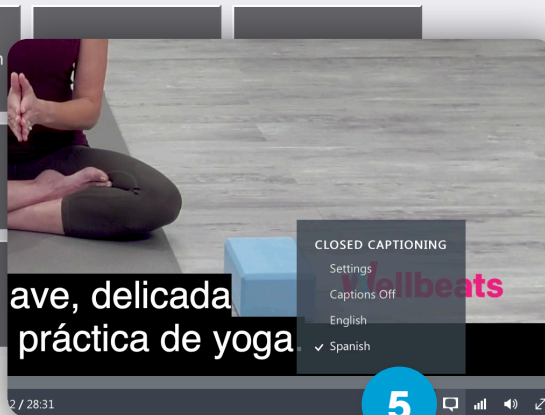 CLOSED CAPTIONING
Settings
Captions Off
Wellbeats
English
Spanish
ave, delicada
práctica de yoga
2 / 28:31
5